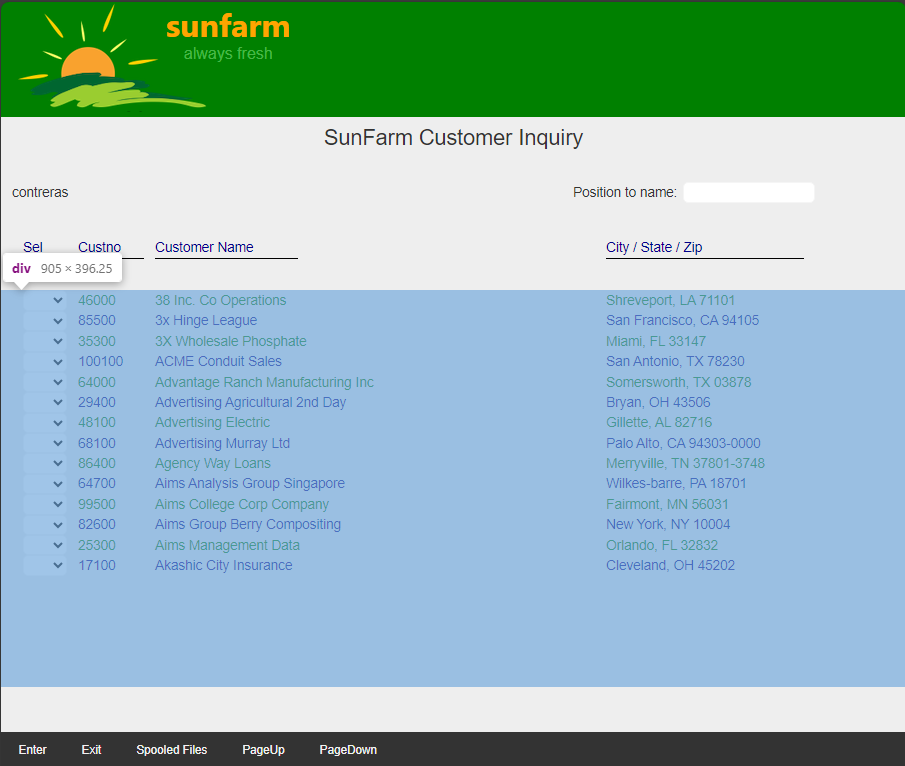 sunfarm
always fresh
SunFarm Customer Inquiry
contreras Position to name:
Sel Custno Customer Name City / State / Zip
div 905 × 396.25
46000 38 Inc. Co Operations Shreveport, LA 71101
85500 3x Hinge League San Francisco, CA 94105
35300 3X Wholesale Phosphate Miami, FL 33147
100100 ACME Conduit Sales San Antonio, TX 78230
64000 Advantage Ranch Manufacturing Inc Somersworth, TX 03878
29400 Advertising Agricultural 2nd Day Bryan, OH 43506
48100 Advertising Electric Gillette, AL 82716
68100 Advertising Murray Ltd Palo Alto, CA 94303-0000
86400 Agency Way Loans Merryville, TN 37801-3748
64700 Aims Analysis Group Singapore Wilkes-barre, PA 18701
99500 Aims College Corp Company Fairmont, MN 56031
82600 Aims Group Berry Compositing New York, NY 10004
25300 Aims Management Data Orlando, FL 32832
17100 Akashic City Insurance Cleveland, OH 45202
Enter Exit Spooled Files PageUp PageDown